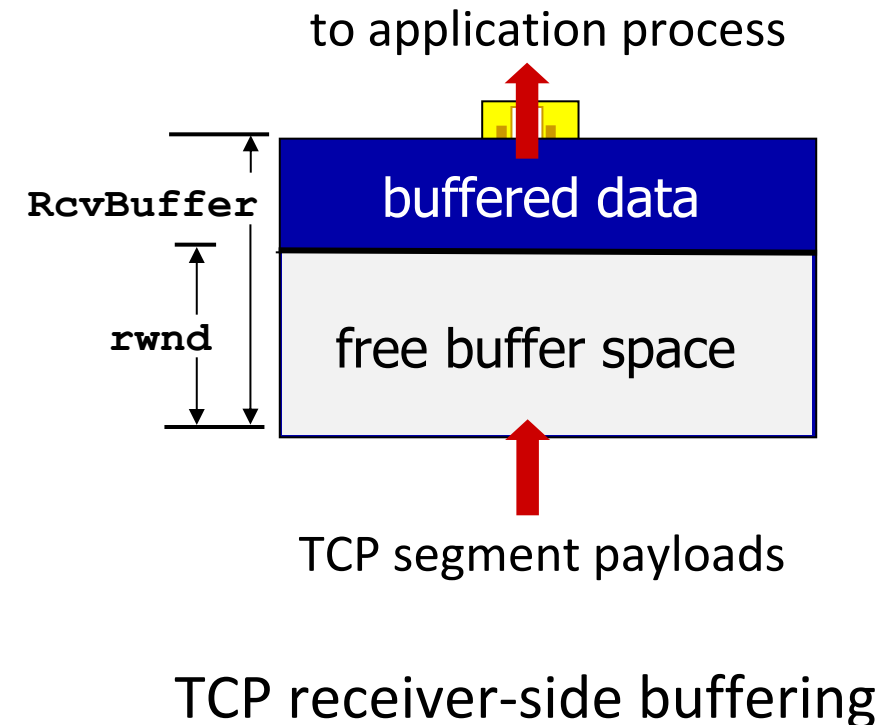 to application process
RcvBuffer
buffered data
rwnd
free buffer space
TCP segment payloads
TCP receiver-side buffering